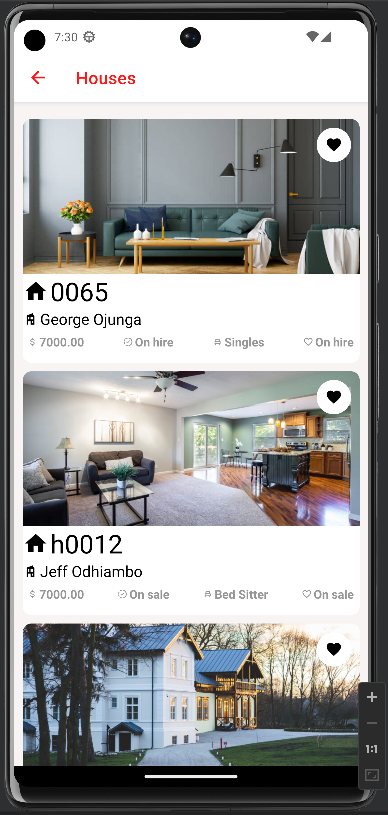 7:30
Houses
0065
George Ojunga
$ 7000.00 On hire Singles On hire
h0012
Jeff Odhiambo
$ 7000.00 On sale Bed Sitter On sale
1:1